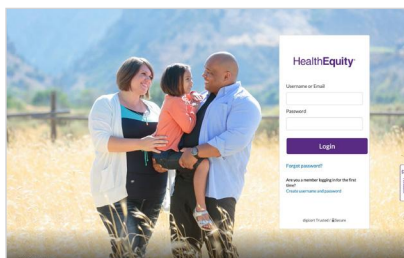 HealthEquity
Username or Email
Password
Login
Forgot password?
Are you a member logging in for the first
time?
Create username and password